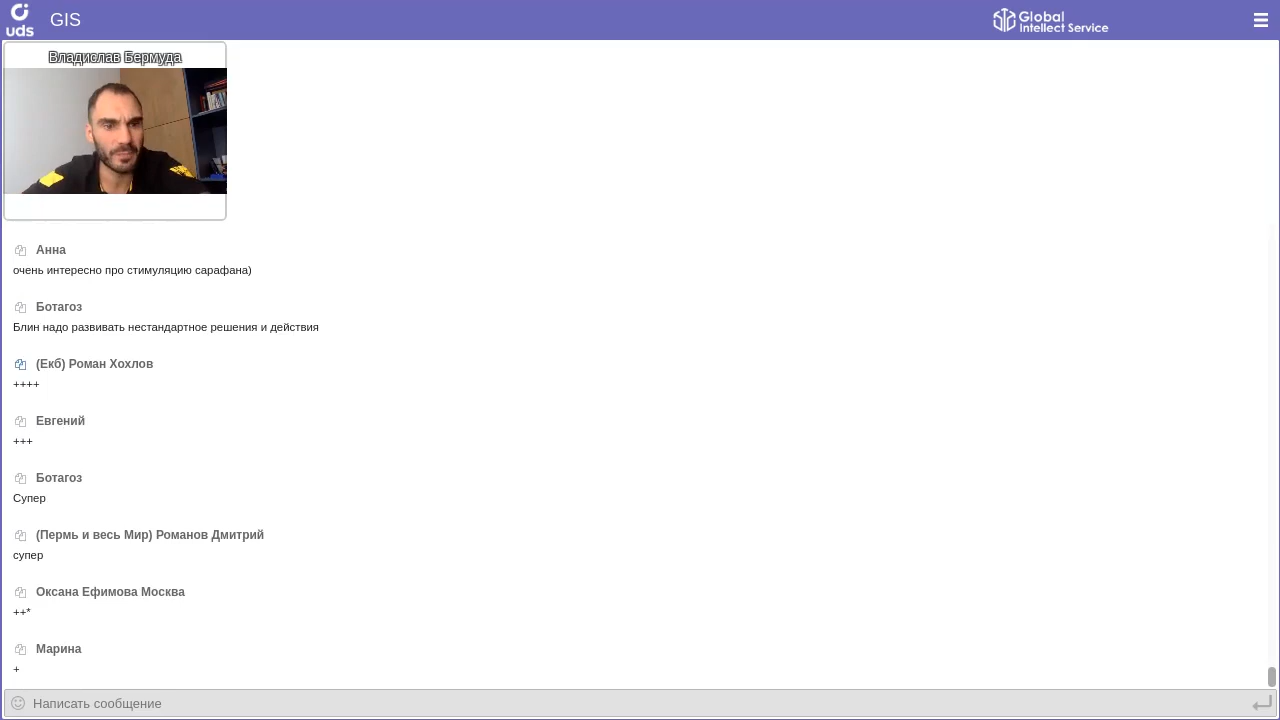 uds
GIS
Global
Intellect Service
Владислав Бермуда
Анна
очень интересно про стимуляцию сарафана)
Ботагоз
Блин надо развивать нестандартное решения и действия
(Екб) Роман Хохлов
++++
Евгений
+++
Ботагоз
Супер
(Пермь и весь Мир) Романов Дмитрий
супер
Оксана Ефимова Москва
++*
Марина
+
Написать сообщение